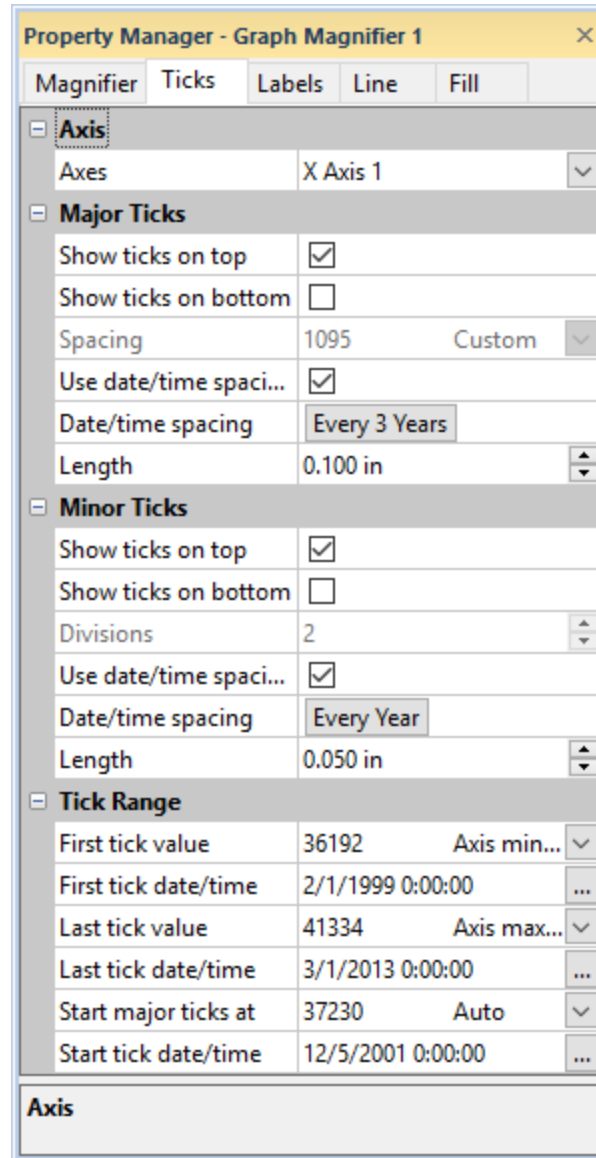 Property Manager - Graph Magnifier 1
Magnifier Ticks Labels Line Fill
Axis
Axes X Axis 1
Major Ticks
Show ticks on top
Show ticks on bottom
Spacing 1095 Custom
Use date/time spaci...
Date/time spacing Every 3 Years
Length 0.100 in
Minor Ticks
Show ticks on top
Show ticks on bottom
Divisions 2
Use date/time spaci...
Date/time spacing Every Year
Length 0.050 in
Tick Range
First tick value 36192 Axis min...
First tick date/time 2/1/1999 0:00:00 ...
Last tick value 41334 Axis max...
Last tick date/time 3/1/2013 0:00:00 ...
Start major ticks at 37230 Auto
Start tick date/time 12/5/2001 0:00:00 ...
Axis